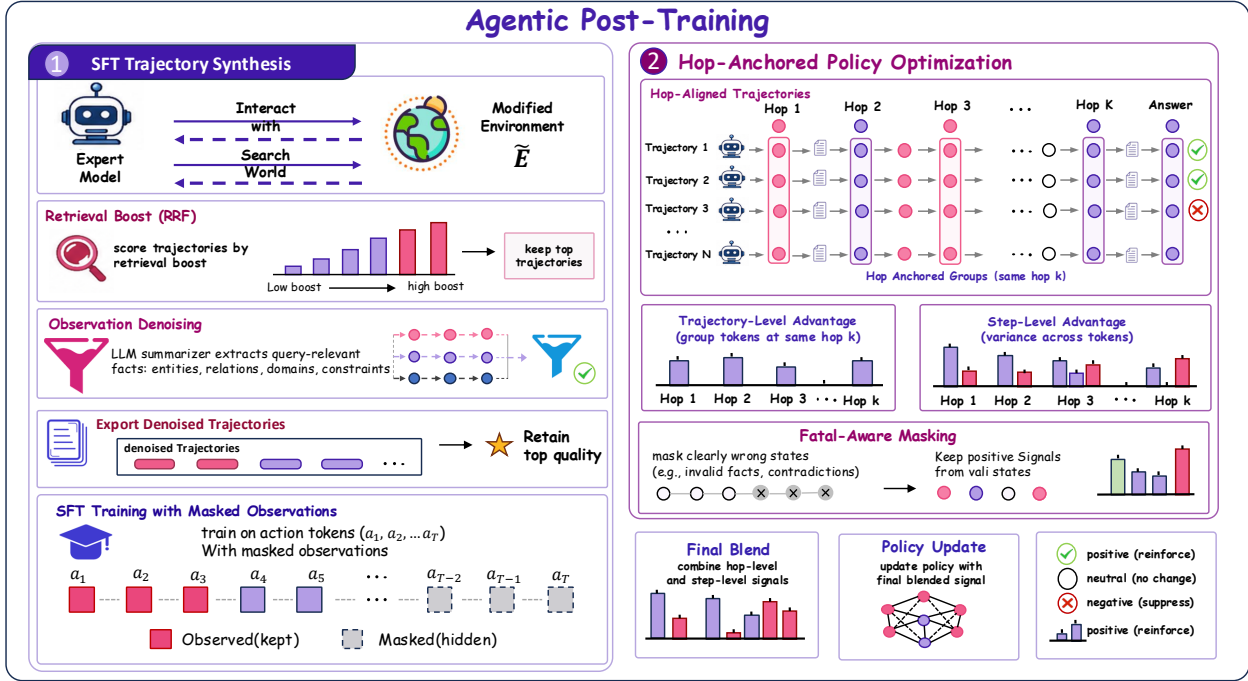 Agentic Post-Training
1 SFT Trajectory Synthesis
Expert
Model
Interact
with
Search
World
Modified
Environment
Ẽ
Retrieval Boost (RRF)
score trajectories by
retrieval boost
Low boost
high boost
keep top
trajectories
Observation Denoising
LLM summarizer extracts query-relevant
facts: entities, relations, domains, constraints
Export Denoised Trajectories
denoised Trajectories
...
Retain
top quality
SFT Training with Masked Observations
train on action tokens (a₁, a₂, ... a_T)
With masked observations
a₁ a₂ a₃ a₄ a₅ ... a_{T-2} a_{T-1} a_T
...
Observed(kept) Masked(hidden)
2 Hop-Anchored Policy Optimization
Hop-Aligned Trajectories
Hop 1 Hop 2 Hop 3 ... Hop K Answer
Trajectory 1 ...
Trajectory 2 ...
Trajectory 3 ...
...
Trajectory N ...
Hop Anchored Groups (same hop k)
Trajectory-Level Advantage
(group tokens at same hop k)
Hop 1 Hop 2 Hop 3 ... Hop k
Step-Level Advantage
(variance across tokens)
Hop 1 Hop 2 Hop 3 ... Hop k
Fatal-Aware Masking
mask clearly wrong states
(e.g., invalid facts, contradictions)
Keep positive Signals
from vali states
Final Blend
combine hop-level
and step-level signals
Policy Update
update policy with
final blended signal
positive (reinforce)
neutral (no change)
negative (suppress)
positive (reinforce)